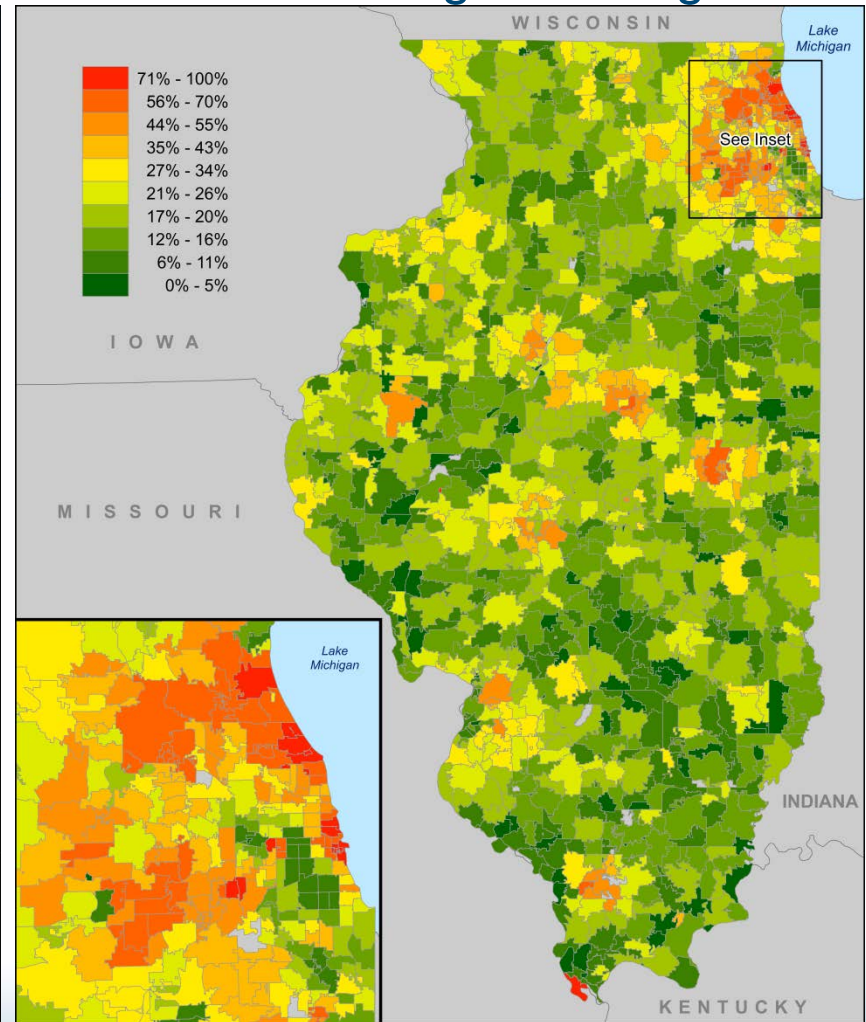 WISCONSIN
Lake
Michigan
71% - 100%
56% - 70%
44% - 55%
35% - 43%
27% - 34%
21% - 26%
17% - 20%
12% - 16%
6% - 11%
0% - 5%
See Inset
IOWA
MISSOURI
Lake
Michigan
INDIANA
KENTUCKY